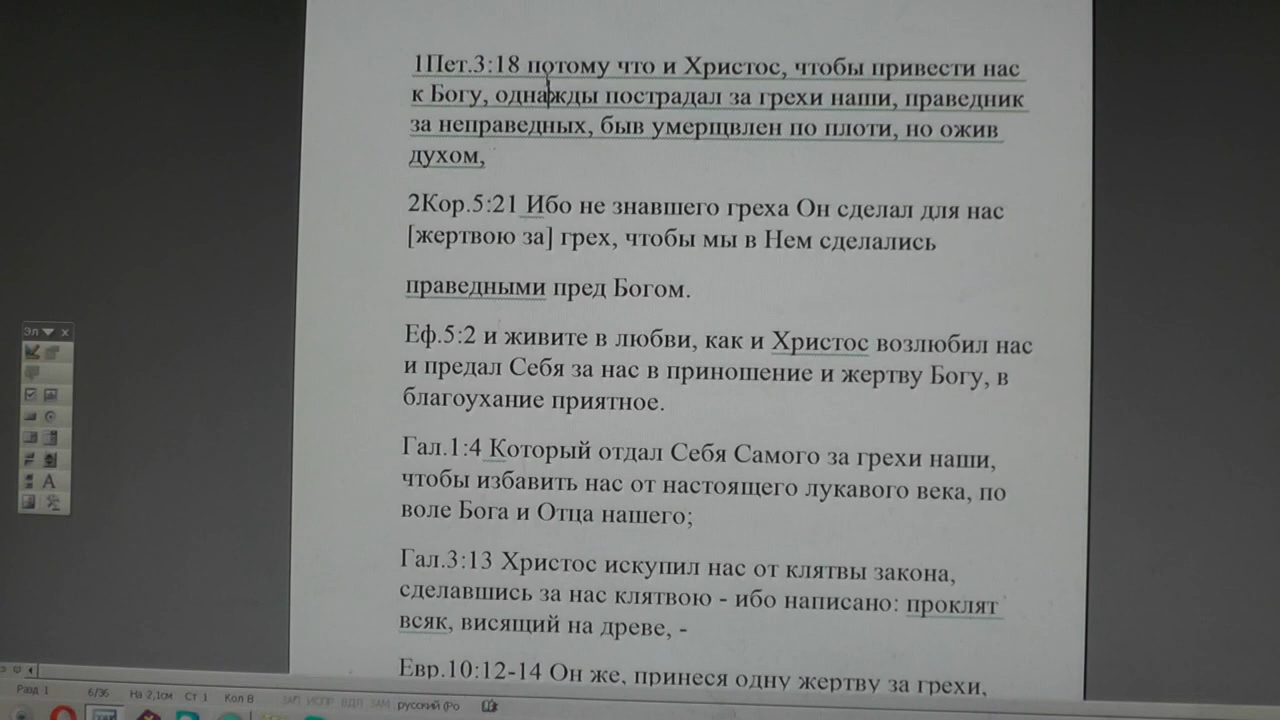 1Пет.3:18 потому что и Христос, чтобы привести нас
к Богу, однажды пострадал за грехи наши, праведник
за неправедных, быв умерщвлен по плоти, но ожив
духом,
2Кор.5:21 Ибо не знавшего греха Он сделал для нас
[жертвою за] грех, чтобы мы в Нем сделались
праведными пред Богом.
Еф.5:2 и живите в любви, как и Христос возлюбил нас
и предал Себя за нас в приношение и жертву Богу, в
благоухание приятное.
Гал.1:4 Который отдал Себя Самого за грехи наши,
чтобы избавить нас от настоящего лукавого века, по
воле Бога и Отца нашего;
Гал.3:13 Христос искупил нас от клятвы закона,
сделавшись за нас клятвою - ибо написано: проклят
всяк, висящий на древе, -
Евр.10:12-14 Он же, принеся одну жертву за грехи,
Эл
A
Разд 1 6/36 На 2,1см Ст 1 Кол 8 ЗАП ИСПР ВДЛ ЗАМ русский (Ро